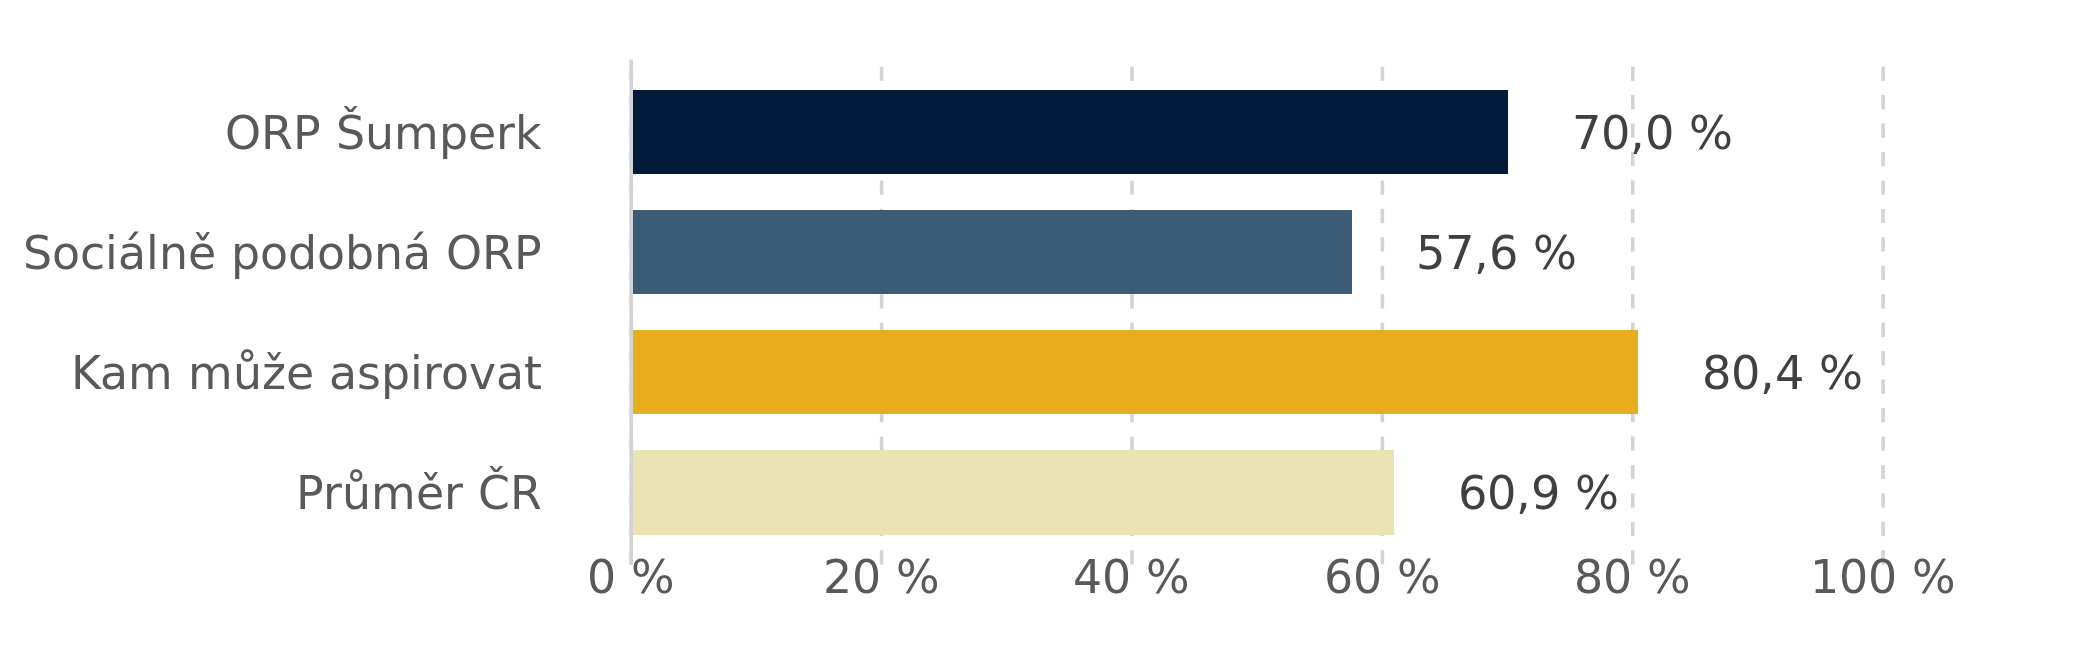 ORP Šumperk 70,0 %
Sociálně podobná ORP 57,6 %
Kam může aspirovat 80,4 %
Průměr ČR 60,9 %
0 % 20 % 40 % 60 % 80 % 100 %